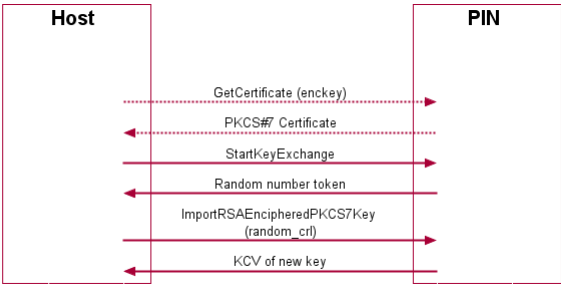 Host
PIN
GetCertificate (enckey)
PKCS#7 Certificate
StartKeyExchange
Random number token
ImportRSAEncipheredPKCS7Key
(random_crl)
KCV of new key